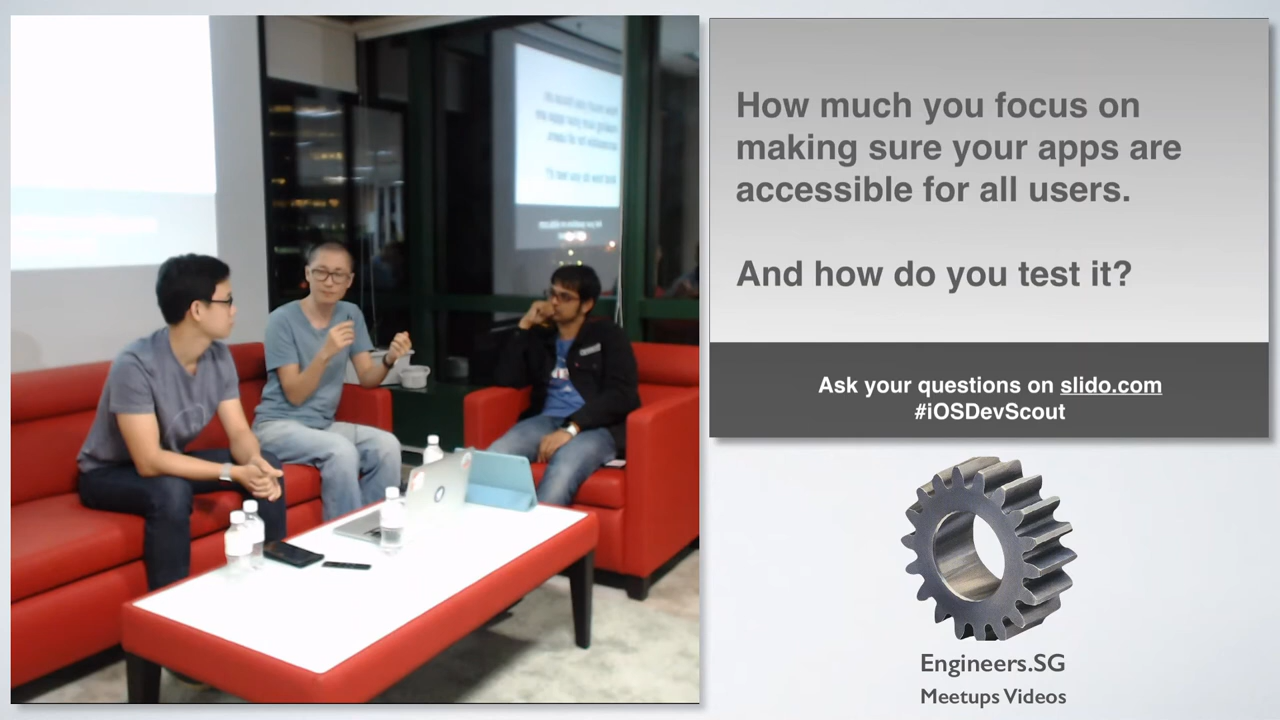 How much you focus on
making sure your apps are
accessible for all users.
And how do you test it?
Ask your questions on slido.com
#iOSDevScout
Engineers.SG
Meetups Videos